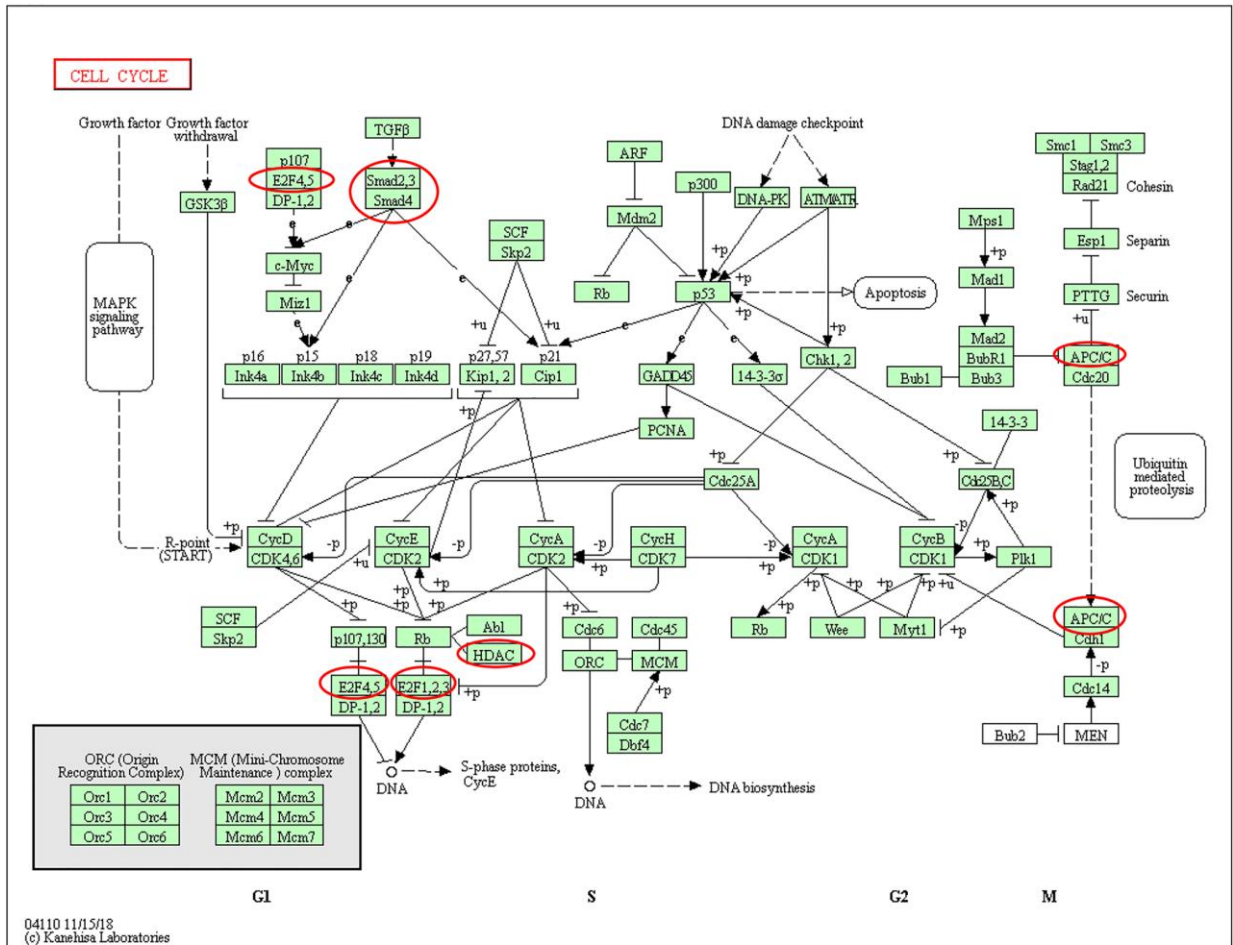 CELL CYCLE
Growth factor
Growth factor
withdrawal
TGFβ
DNA damage checkpoint
Smc1
Smc3
p107
E2F4,5
DP-1,2
Smad2,3
Smad4
ARF
p300
Stag1,2
Rad21
Cohesin
GSK3β
DNA-PK
ATM/ATR
e
e
Mdm2
Mps1
SCF
Skp2
+p
+p
Esp1
Separin
c-Myc
Mad1
e
e
+p
Rb
p53
Apoptosis
PTTG
Securin
MAPK
signaling
pathway
Miz1
+u
+u
+u
e
e
e
+p
+p
Mad2
BubR1
Bub3
Bub1
APC/C
Cdc20
p16
p15
p18
p19
p27,57
p21
Ink4a
Ink4b
Ink4c
Ink4d
Kip1, 2
Cip1
GADD45
14-3-3σ
Chk1, 2
+p
PCNA
14-3-3
+p
+p
Cdc25A
Cdc25B,C
Ubiquitin
mediated
proteolysis
R-point
(START)
+p
CycD
CDK4,6
-p
CycE
CDK2
-p
CycA
CDK2
-p
+p
CycH
CDK7
-p
+p
CycA
CDK1
CycB
CDK1
-p
+p
+p
Plk1
+u
+p
+p
+p
+p
+p
+p
+p
+u
SCF
Skp2
p107,130
Rb
Abl
HDAC
Cdc6
Cdc45
ORC
MCM
Rb
Wee
Myt1
+p
APC/C
Cdh1
-p
E2F4,5
DP-1,2
E2F1,2,3
DP-1,2
+p
+p
Cdc7
Dbf4
Cdc14
Bub2
MEN
DNA
S-phase proteins,
CycE
DNA
DNA biosynthesis
ORC (Origin
Recognition Complex)
MCM (Mini-Chromosome
Maintenance ) complex
Orc1
Orc2
Mcm2
Mcm3
Orc3
Orc4
Mcm4
Mcm5
Orc5
Orc6
Mcm6
Mcm7
G1
S
G2
M
04110 11/15/18
(c) Kanehisa Laboratories